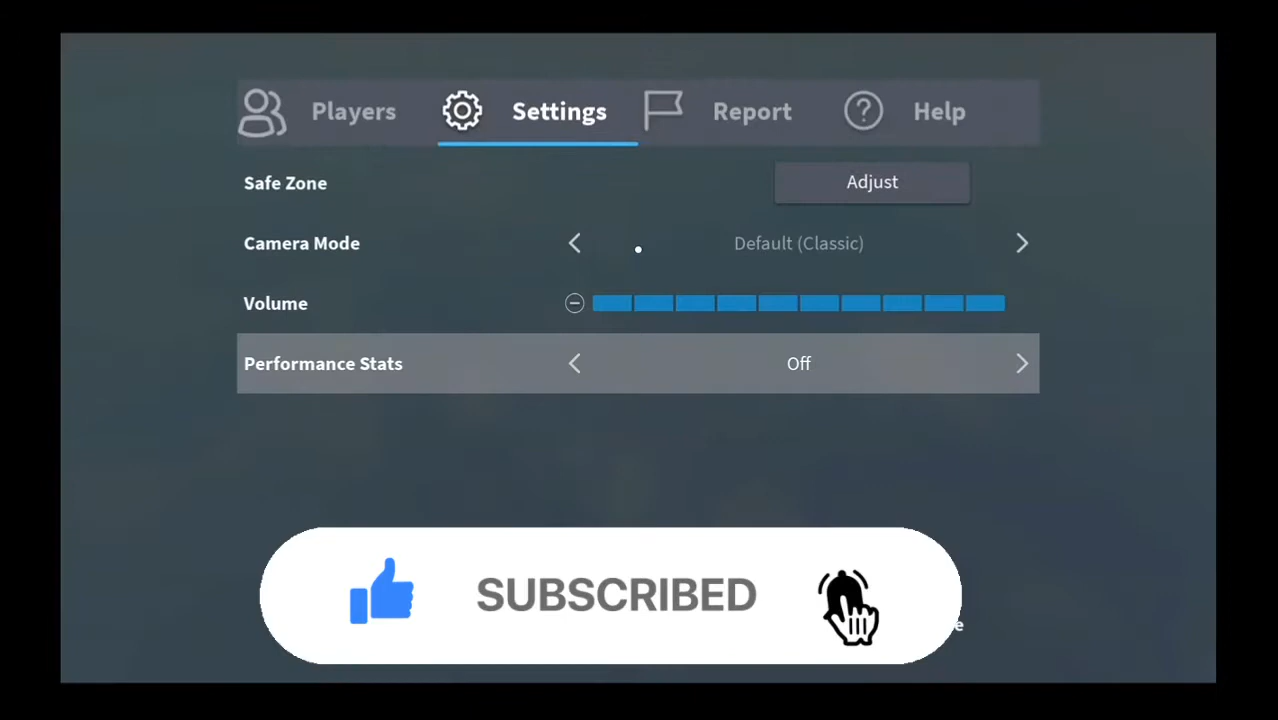 Players Settings Report Help
Safe Zone Adjust
Camera Mode Default (Classic)
Volume
Performance Stats Off
SUBSCRIBED